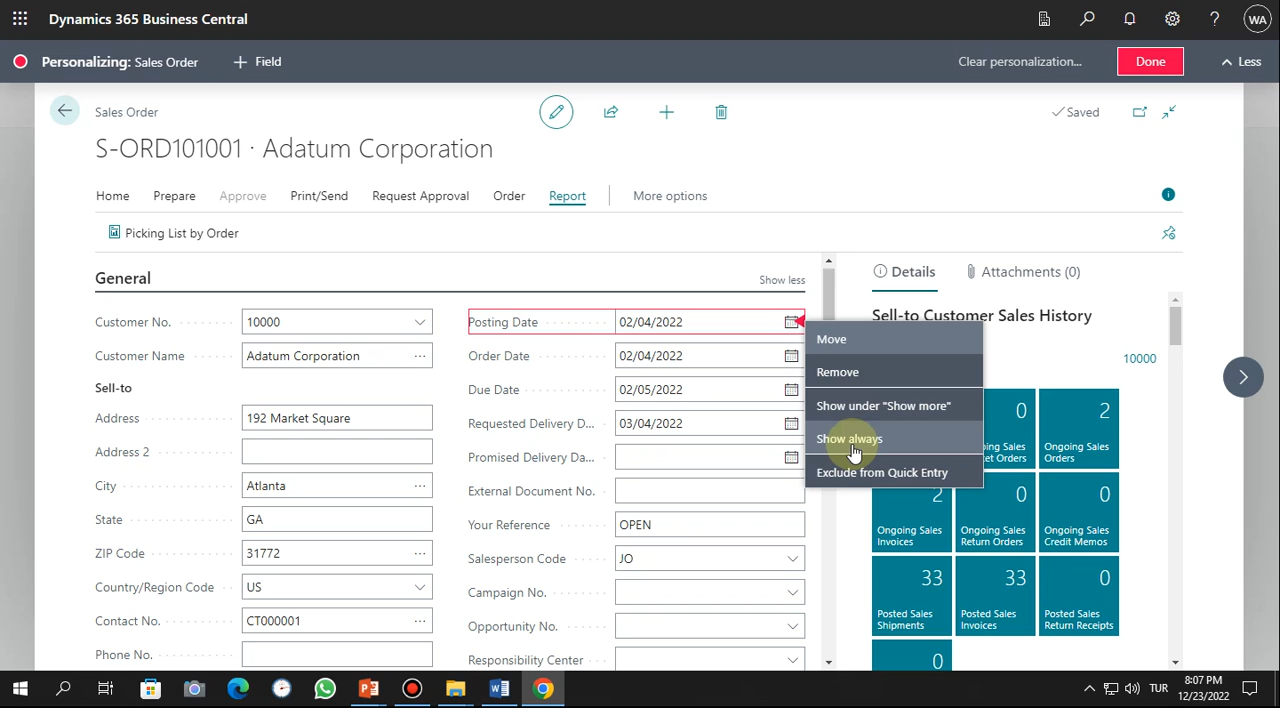 Dynamics 365 Business Central
WA
Personalizing: Sales Order
Field
Clear personalization...
Done
Less
Sales Order
Saved
S-ORD101001 · Adatum Corporation
Home
Prepare
Approve
Print/Send
Request Approval
Order
Report
More options
Picking List by Order
General
Show less
Customer No.
10000
Customer Name
Adatum Corporation
Sell-to
Address
192 Market Square
Address 2
City
Atlanta
State
GA
ZIP Code
31772
Country/Region Code
US
Contact No.
CT000001
Phone No.
Posting Date
02/04/2022
Order Date
02/04/2022
Due Date
02/05/2022
Requested Delivery D...
03/04/2022
Promised Delivery Da...
External Document No.
Your Reference
OPEN
Salesperson Code
JO
Campaign No.
Opportunity No.
Responsibility Center
Move
Remove
Show under "Show more"
Show always
Exclude from Quick Entry
Details
Attachments (0)
Sell-to Customer Sales History
10000
0
2
Ongoing Sales
Orders
2
Ongoing Sales
Invoices
0
Ongoing Sales
Return Orders
0
Ongoing Sales
Credit Memos
33
Posted Sales
Shipments
33
Posted Sales
Invoices
0
Posted Sales
Return Receipts
0
TUR
8:07 PM
12/23/2022